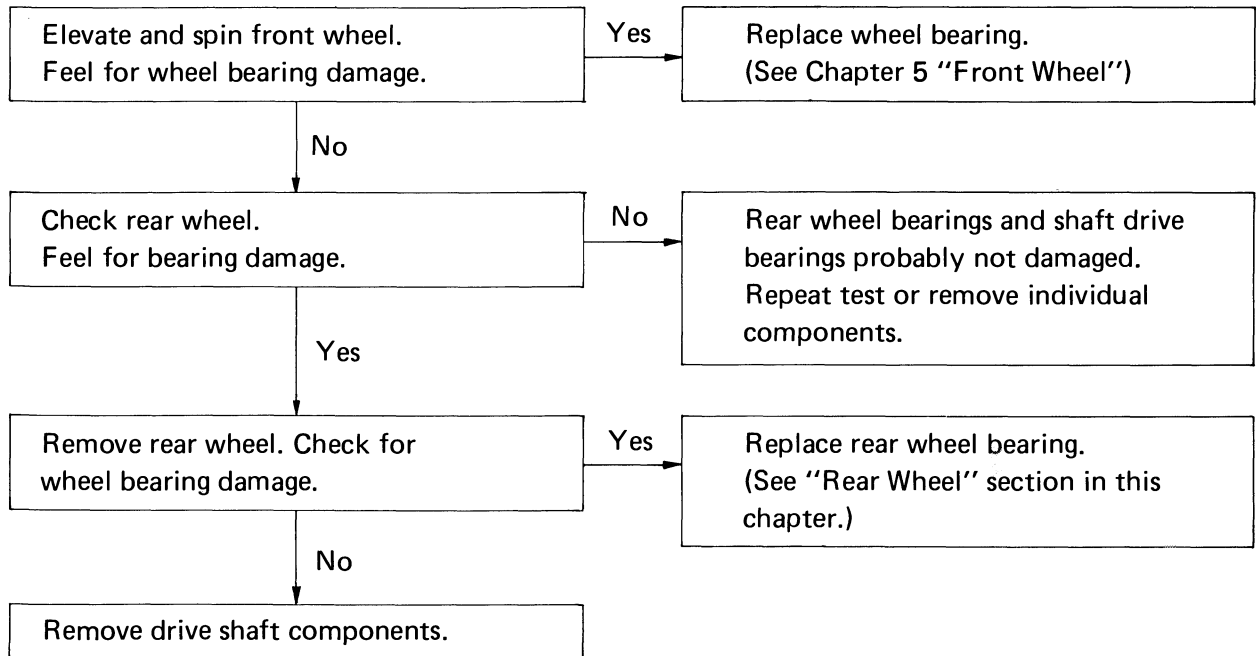 Elevate and spin front wheel.
Feel for wheel bearing damage.
Yes
Replace wheel bearing.
(See Chapter 5 "Front Wheel")
No
Check rear wheel.
Feel for bearing damage.
No
Rear wheel bearings and shaft drive
bearings probably not damaged.
Repeat test or remove individual
components.
Yes
Remove rear wheel. Check for
wheel bearing damage.
Yes
Replace rear wheel bearing.
(See "Rear Wheel" section in this
chapter.)
No
Remove drive shaft components.